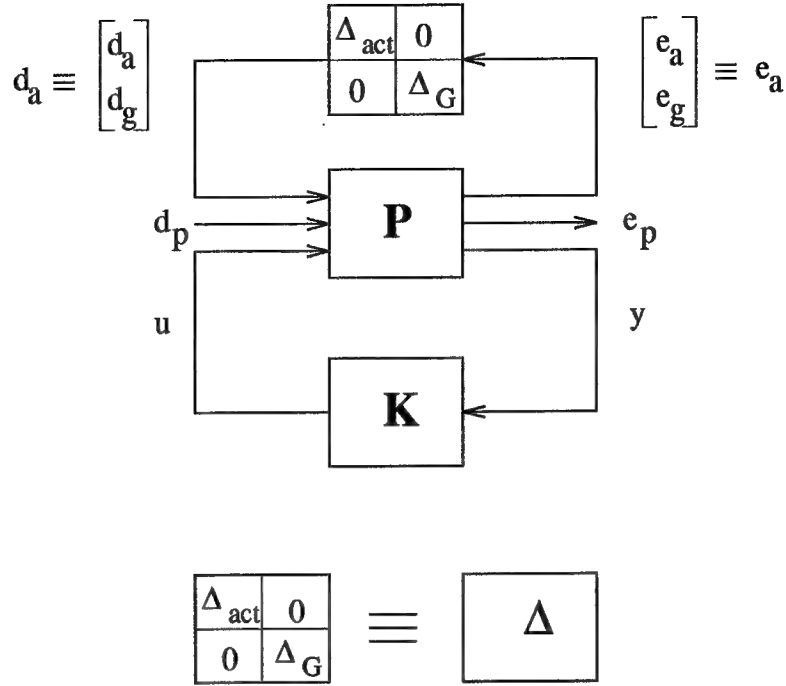 Δact 0
0 ΔG
da ≡ [da dg]
[ea eg] ≡ ea
P
dp
ep
u
y
K
Δact 0
0 ΔG
≡
Δ